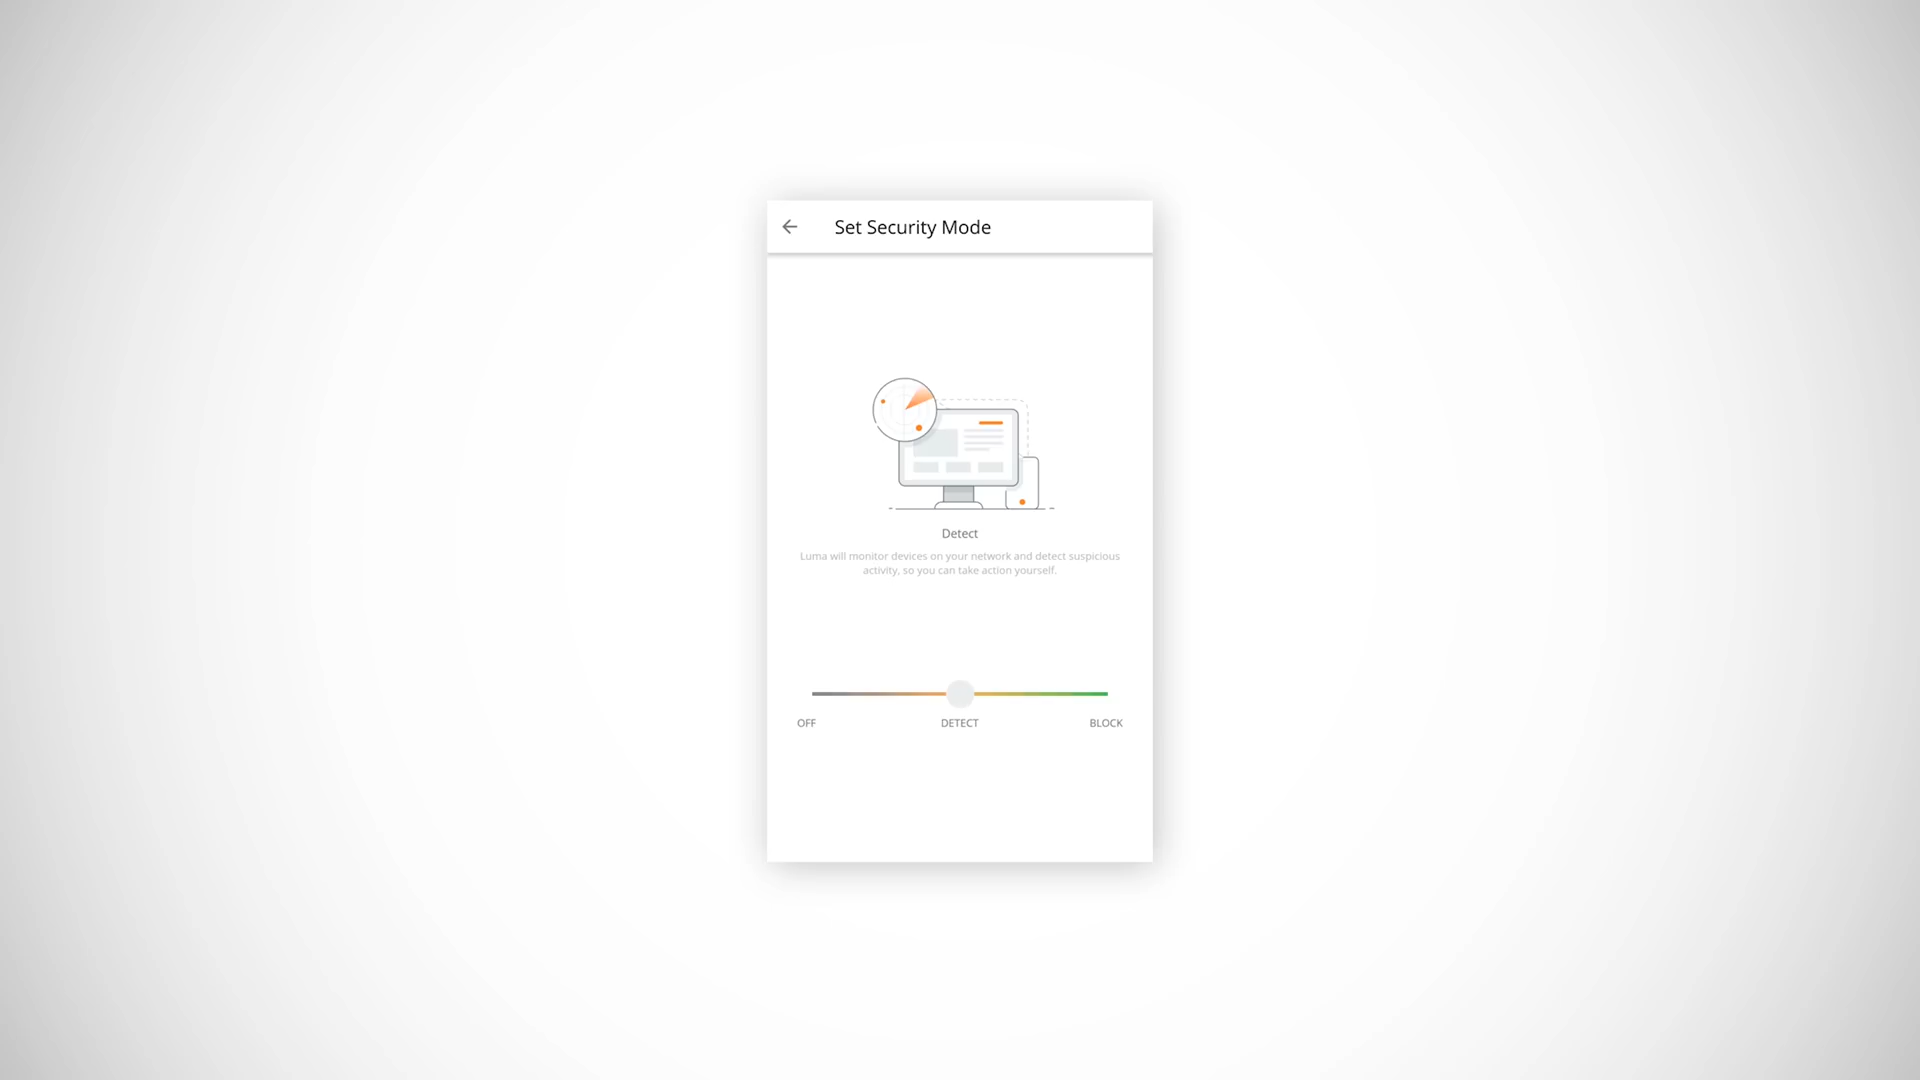 Set Security Mode
Detect
Luma will monitor devices on your network and detect suspicious
activity, so you can take action yourself.
OFF DETECT BLOCK